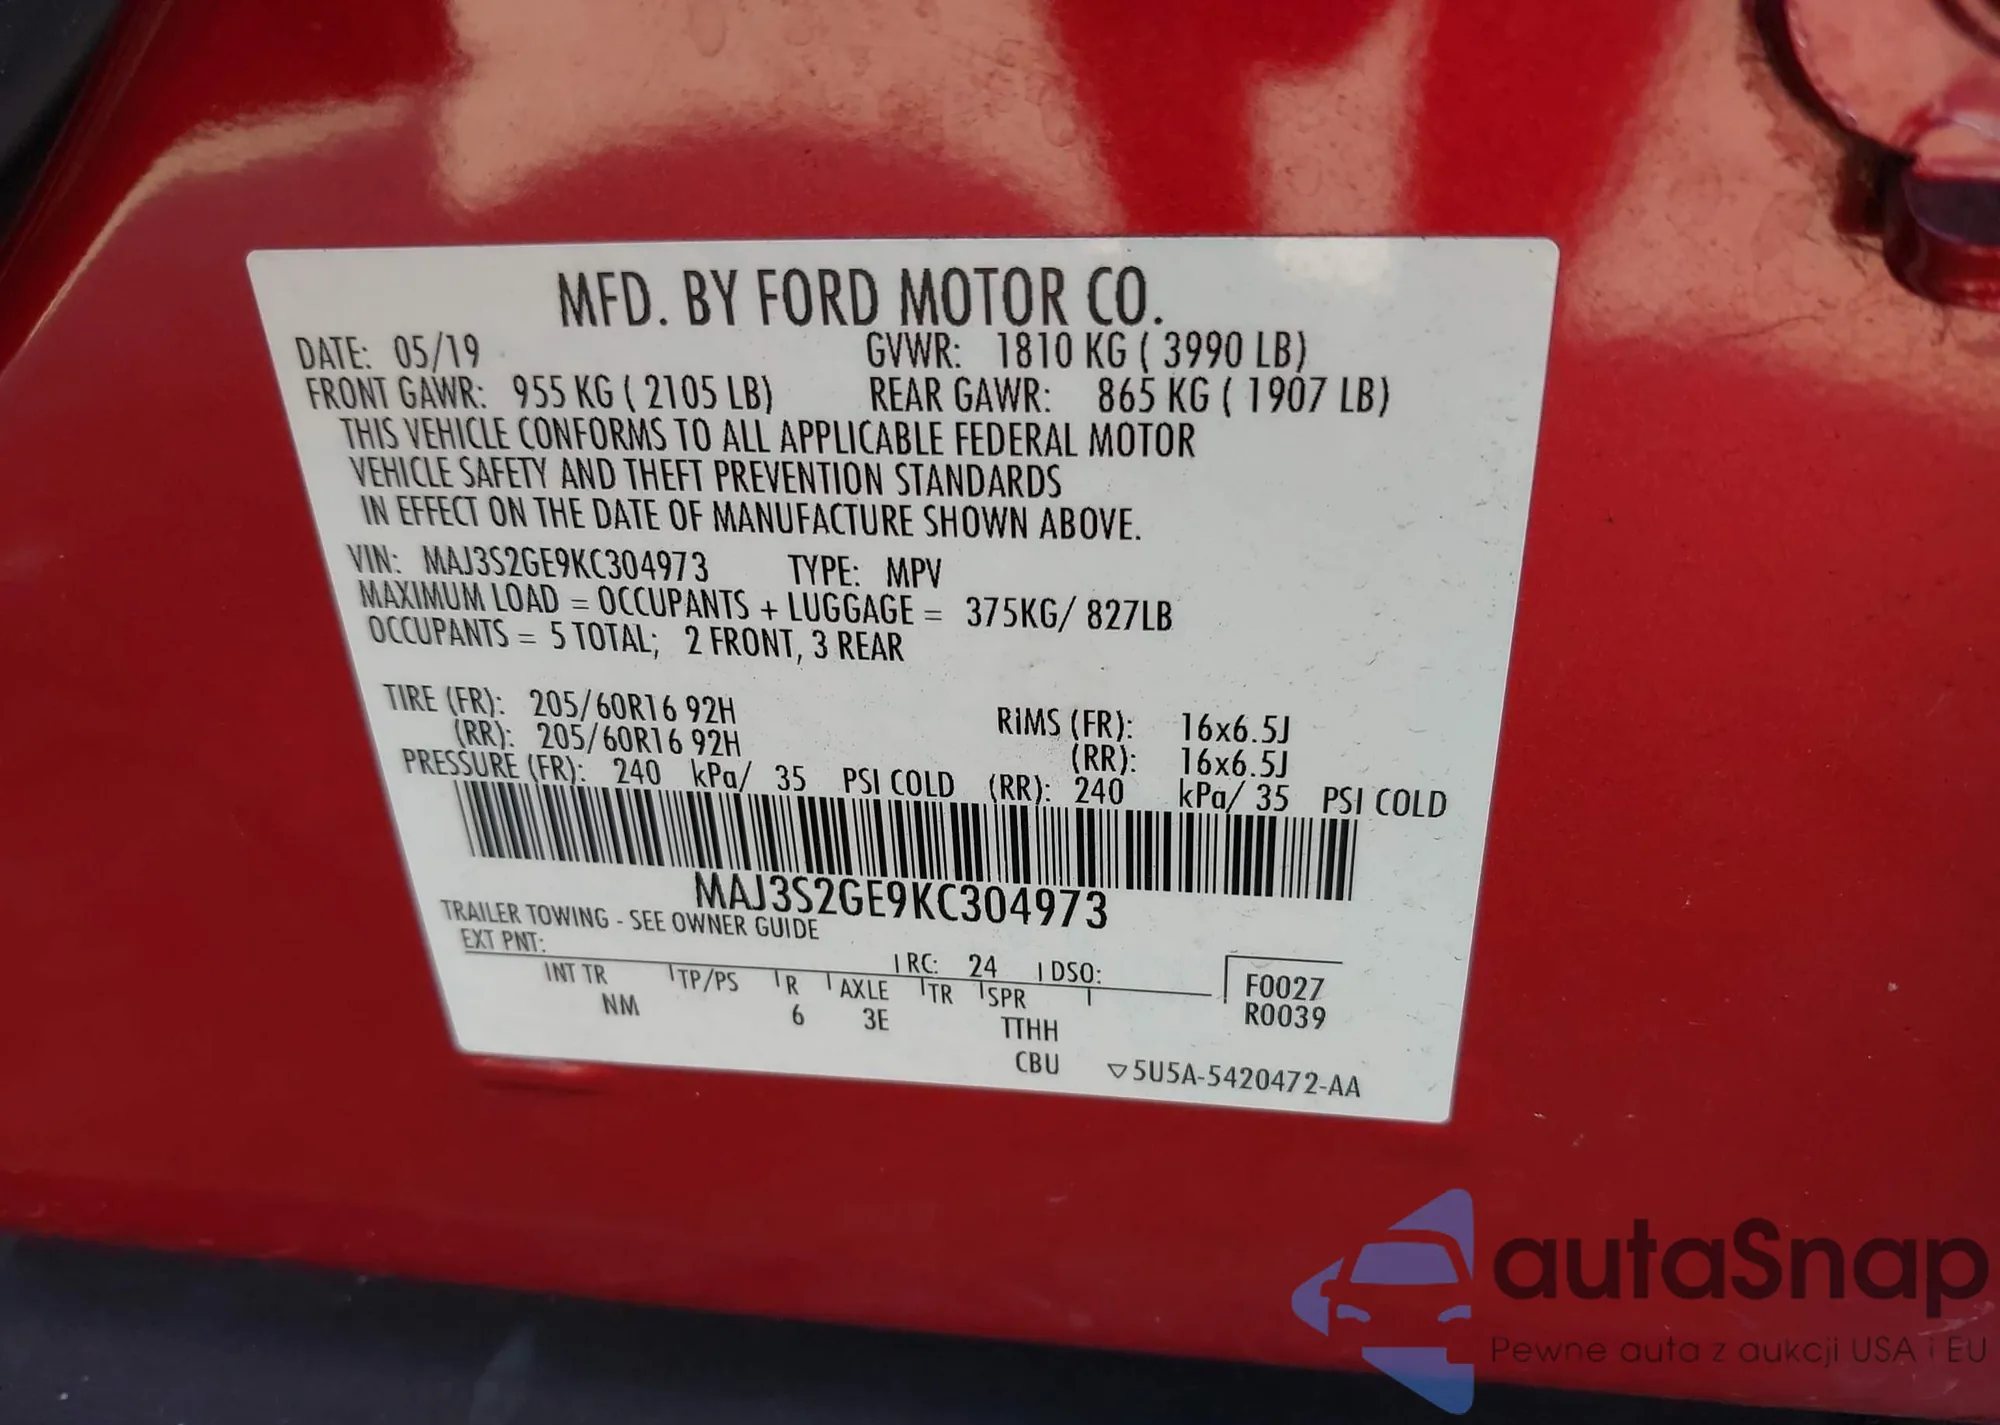 MFD. BY FORD MOTOR CO.
DATE: 05/19 GVWR: 1810 KG ( 3990 LB)
FRONT GAWR: 955 KG ( 2105 LB) REAR GAWR: 865 KG ( 1907 LB)
THIS VEHICLE CONFORMS TO ALL APPLICABLE FEDERAL MOTOR
VEHICLE SAFETY AND THEFT PREVENTION STANDARDS
IN EFFECT ON THE DATE OF MANUFACTURE SHOWN ABOVE.
VIN: MAJ3S2GE9KC304973 TYPE: MPV
MAXIMUM LOAD = OCCUPANTS + LUGGAGE = 375KG/ 827LB
OCCUPANTS = 5 TOTAL; 2 FRONT, 3 REAR
TIRE (FR): 205/60R16 92H RIMS (FR): 16x6.5J
(RR): 205/60R16 92H (RR): 16x6.5J
PRESSURE (FR): 240 kPa/ 35 PSI COLD (RR): 240 kPa/ 35 PSI COLD
MAJ3S2GE9KC304973
TRAILER TOWING - SEE OWNER GUIDE
EXT PNT: RC: 24 DSO:
INT TR TP/PS R AXLE TR SPR F0027
NM 6 3E TTHH R0039
CBU ▽5U5A-5420472-AA
autaSnap
Pewne auta z aukcji USA i EU